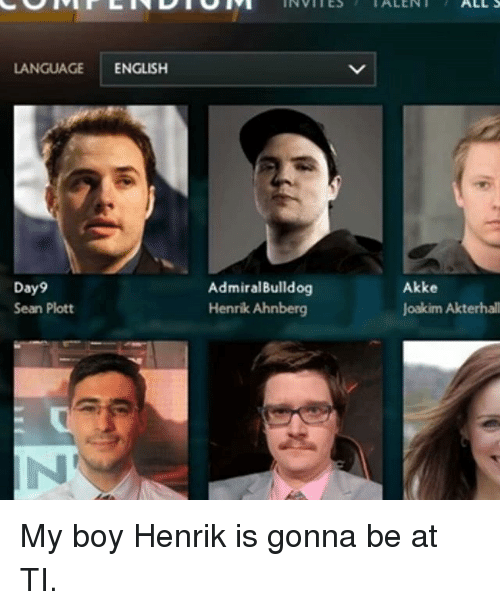 COMPENDIUM INVITES / TALENT / ALL S
LANGUAGE ENGLISH
Day9 AdmiralBulldog Akke
Sean Plott Henrik Ahnberg Joakim Akterhall
IN
My boy Henrik is gonna be at
TI.